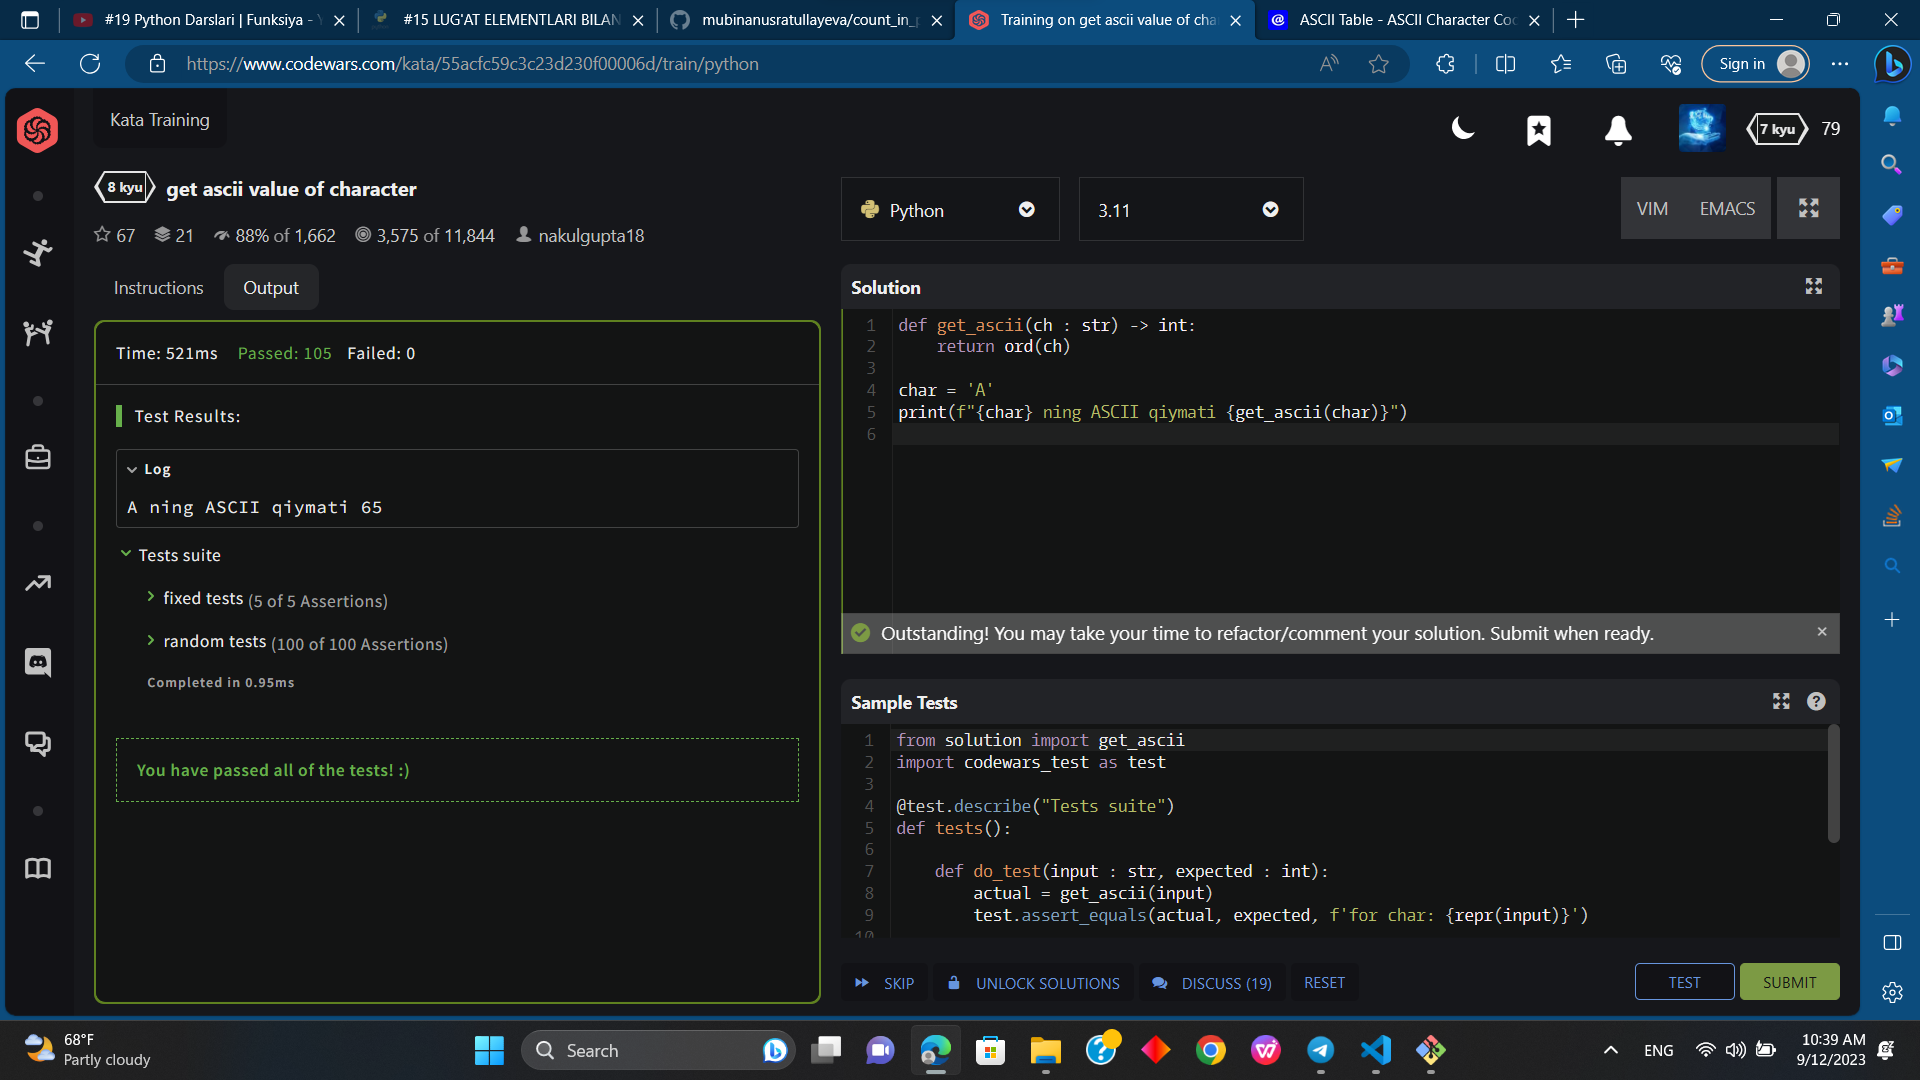 #19 Python Darslari | Funksiya -
#15 LUG'AT ELEMENTLARI BILAN
mubinanusratullayeva/count_in_
Training on get ascii value of cha
ASCII Table - ASCII Character Co
https://www.codewars.com/kata/55acfc59c3c23d230f00006d/train/python
Sign in
Kata Training
7 kyu
79
8 kyu
get ascii value of character
67
21
88% of 1,662
3,575 of 11,844
nakulgupta18
Python
3.11
VIM
EMACS
Instructions
Output
Time: 521ms Passed: 105 Failed: 0
Test Results:
Log
A ning ASCII qiymati 65
Tests suite
fixed tests (5 of 5 Assertions)
random tests (100 of 100 Assertions)
Completed in 0.95ms
You have passed all of the tests! :)
Solution
1 def get_ascii(ch : str) -> int:
2     return ord(ch)
3
4 char = 'A'
5 print(f"{char} ning ASCII qiymati {get_ascii(char)}")
6
Outstanding! You may take your time to refactor/comment your solution. Submit when ready.
Sample Tests
1 from solution import get_ascii
2 import codewars_test as test
3
4 @test.describe("Tests suite")
5 def tests():
6
7     def do_test(input : str, expected : int):
8         actual = get_ascii(input)
9         test.assert_equals(actual, expected, f'for char: {repr(input)}')
10
SKIP
UNLOCK SOLUTIONS
DISCUSS (19)
RESET
TEST
SUBMIT
68°F
Partly cloudy
Search
ENG
10:39 AM
9/12/2023